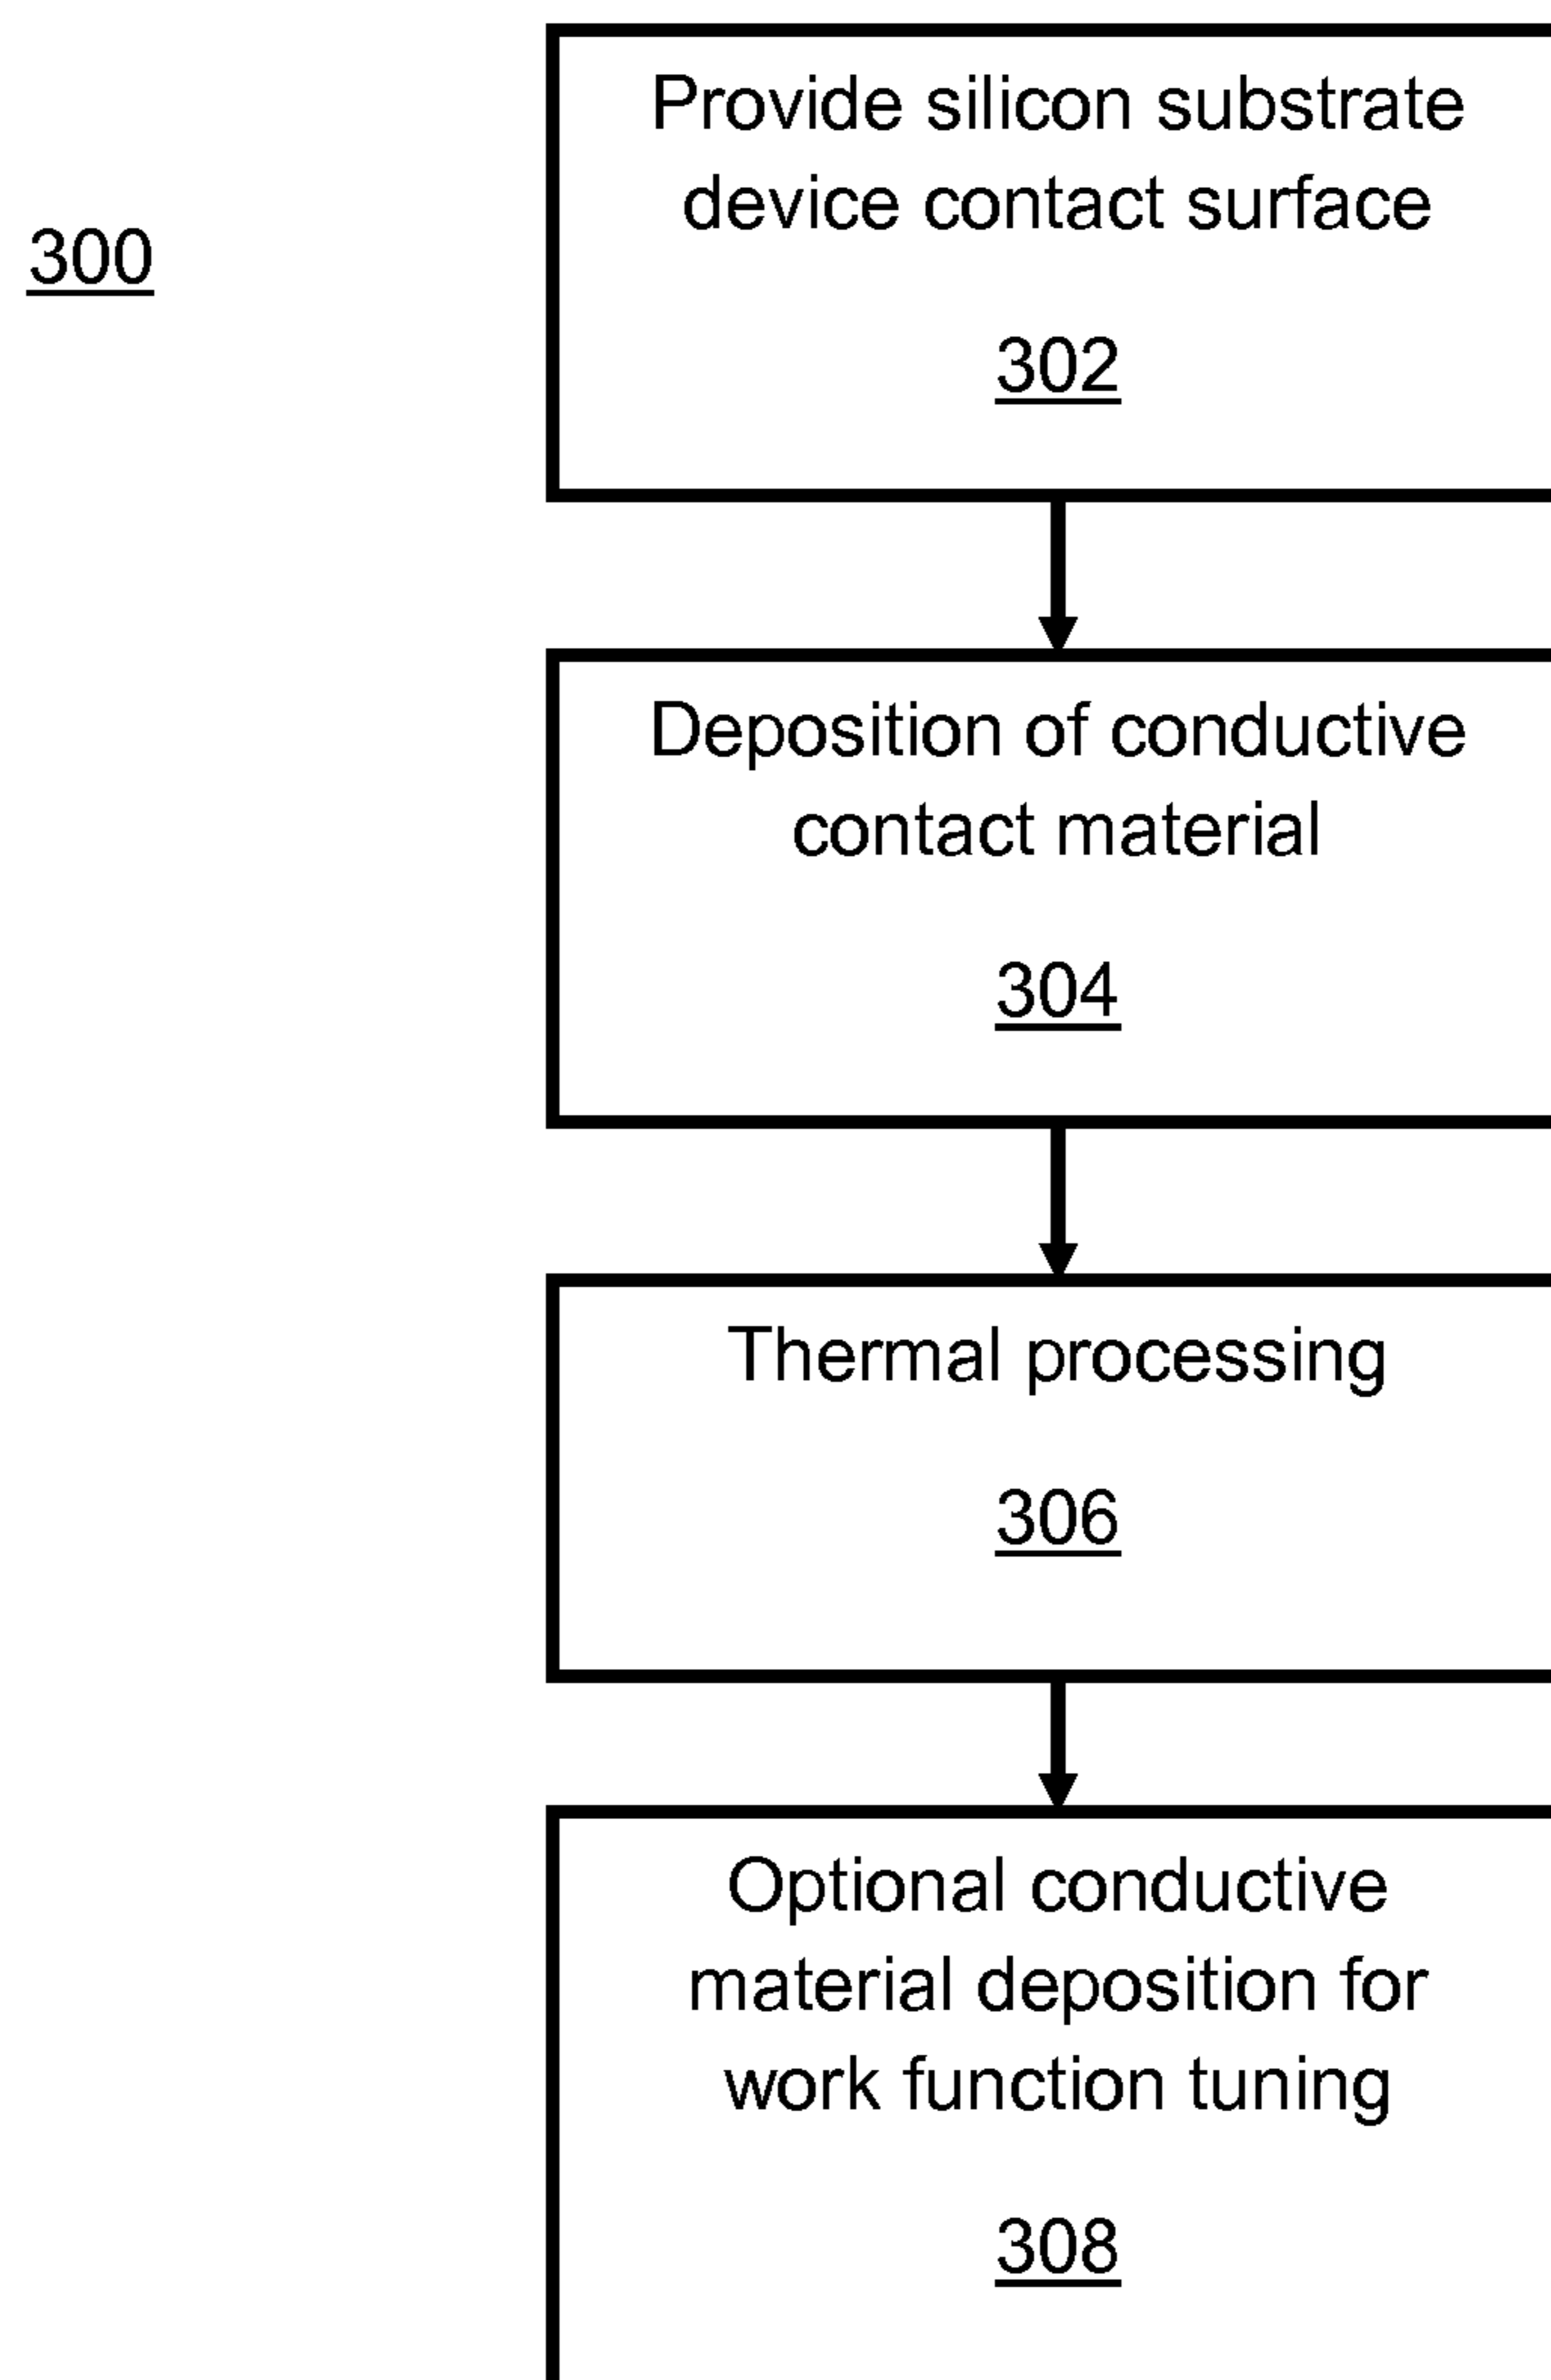 300
Provide silicon substrate
device contact surface
302
Deposition of conductive
contact material
304
Thermal processing
306
Optional conductive
material deposition for
work function tuning
308